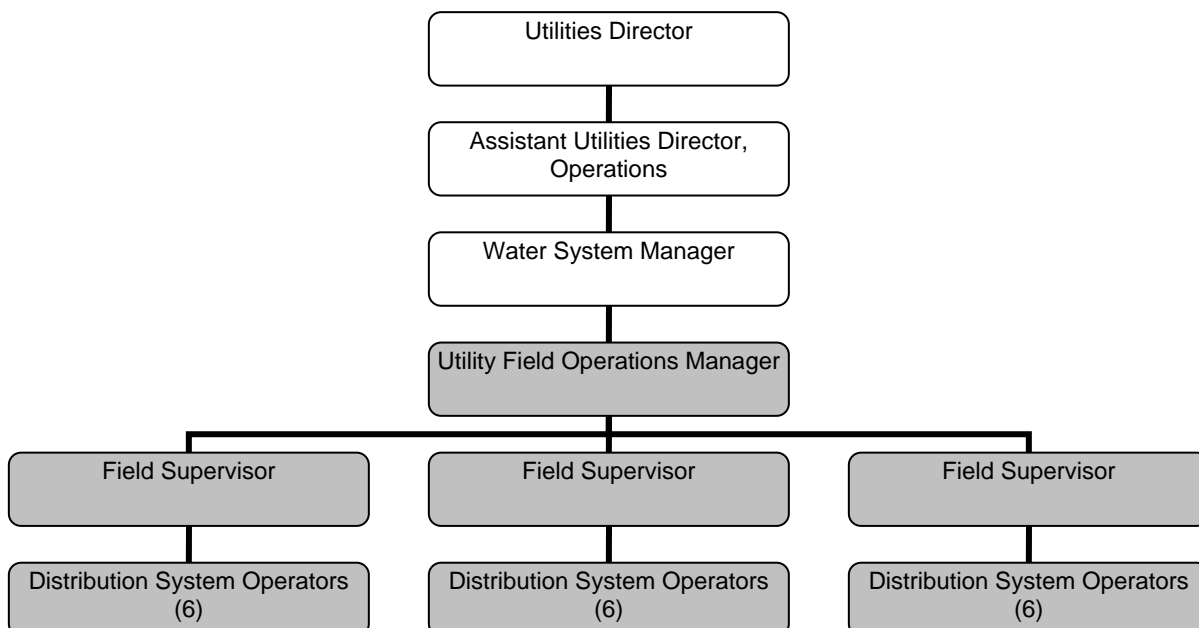 Utilities Director
Assistant Utilities Director,
Operations
Water System Manager
Utility Field Operations Manager
Field Supervisor
Field Supervisor
Field Supervisor
Distribution System Operators
(6)
Distribution System Operators
(6)
Distribution System Operators
(6)